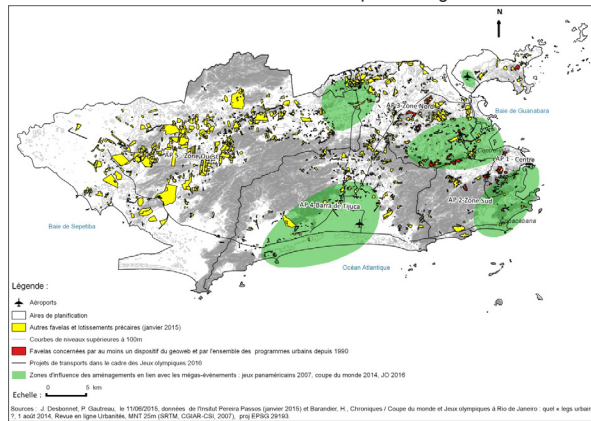 N
AP 3-Zone Nord
Baie de Guanabara
Centre
AP 1 - Centre
Zone Ouest
AP 4-Barra de Tijuca
AP 2-Zone Sud
Copacabana
Baie de Sepetiba
Océan Atlantique
Légende :
Aéroports
Aires de planification
Autres favelas et lotissements précaires (janvier 2015)
Courbes de niveaux supérieures à 100m
Favelas concernées par au moins un dispositif du geoweb et par l'ensemble des programmes urbains depuis 1990
Projets de transports dans le cadre des Jeux olympiques 2016
Zones d'influence des aménagements en lien avec les mégas-événements : jeux panaméricains 2007, coupe du monde 2014, JO 2016
Echelle : 0 5 km
Sources : J. Desbonnet, P. Gautreau, le 11/06/2015, données de l'Insitut Pereira Passos (janvier 2015) et Barandier, H., Chroniques / Coupe du monde et Jeux olympiques à Rio de Janeiro : quel « legs urbain
?, 1 août 2014, Revue en ligne Urbanités, MNT 25m (SRTM, CGIAR-CSI, 2007), proj EPSG 29193.